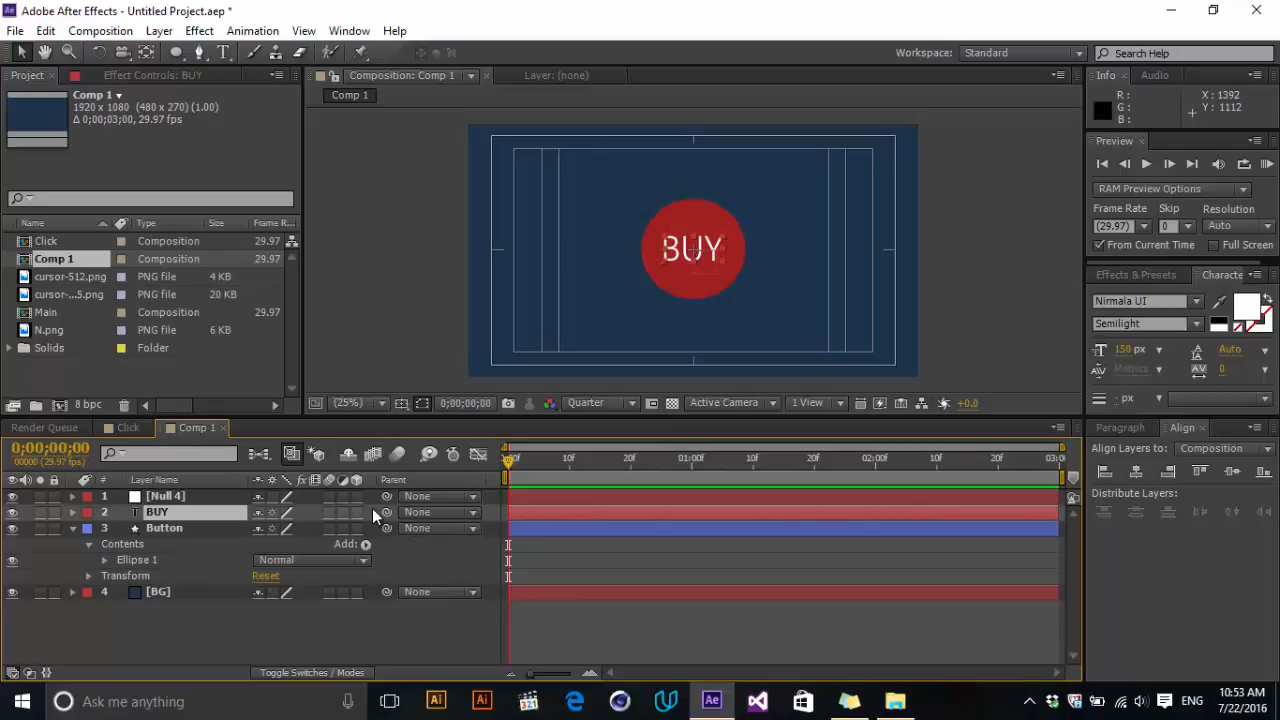 Adobe After Effects - Untitled Project.aep *
File Edit Composition Layer Effect Animation View Window Help
Workspace: Standard Search Help
Project Effect Controls: BUY Composition: Comp 1 Layer: (none) Info Audio
Comp 1
1920 x 1080 (480 x 270) (1.00)
Δ 0;00;03;00, 29.97 fps
Comp 1
R :
G :
B :
X : 1392
Y : 1112
Preview
RAM Preview Options
Frame Rate Skip Resolution
(29.97) 0 Auto
From Current Time Full Screen
Name Type Size Frame R...
Click Composition 29.97
Comp 1 Composition 29.97
cursor-512.png PNG file 4 KB
cursor-...5.png PNG file 20 KB
Main Composition 29.97
N.png PNG file 6 KB
Solids Folder
BUY
Effects & Presets Characte
Nirmala UI
Semilight
150 px Auto
Metrics 0
- px
8 bpc
(25%) 0;00;00;00 Quarter Active Camera 1 View +0.0
Render Queue Click Comp 1
Paragraph Align
0;00;00;00
00000 (29.97 fps)
00f 10f 20f 01:00f 10f 20f 02:00f 10f 20f 03:0
Align Layers to: Composition
Distribute Layers:
# Layer Name Parent
1 [Null 4] None
2 T BUY None
3 Button None
Contents Add:
Ellipse 1 Normal
Transform Reset
4 [BG] None
Toggle Switches / Modes
Ask me anything
ENG
10:53 AM
7/22/2016